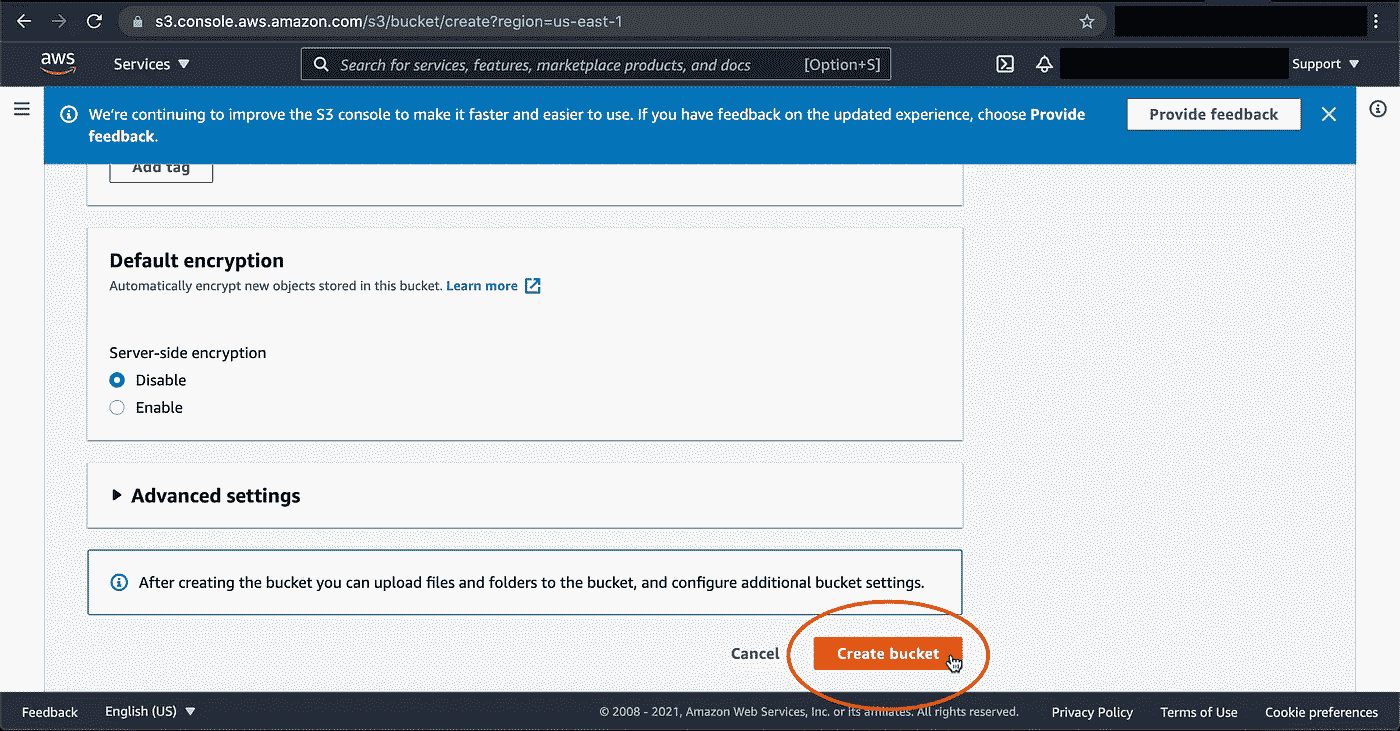 s3.console.aws.amazon.com/s3/bucket/create?region=us-east-1
aws
Services
Search for services, features, marketplace products, and docs
[Option+S]
Support
We're continuing to improve the S3 console to make it faster and easier to use. If you have feedback on the updated experience, choose Provide
feedback.
Provide feedback
Add tag
Default encryption
Automatically encrypt new objects stored in this bucket. Learn more
Server-side encryption
Disable
Enable
Advanced settings
After creating the bucket you can upload files and folders to the bucket, and configure additional bucket settings.
Cancel
Create bucket
Feedback
English (US)
© 2008 - 2021, Amazon Web Services, Inc. or its affiliates. All rights reserved.
Privacy Policy
Terms of Use
Cookie preferences